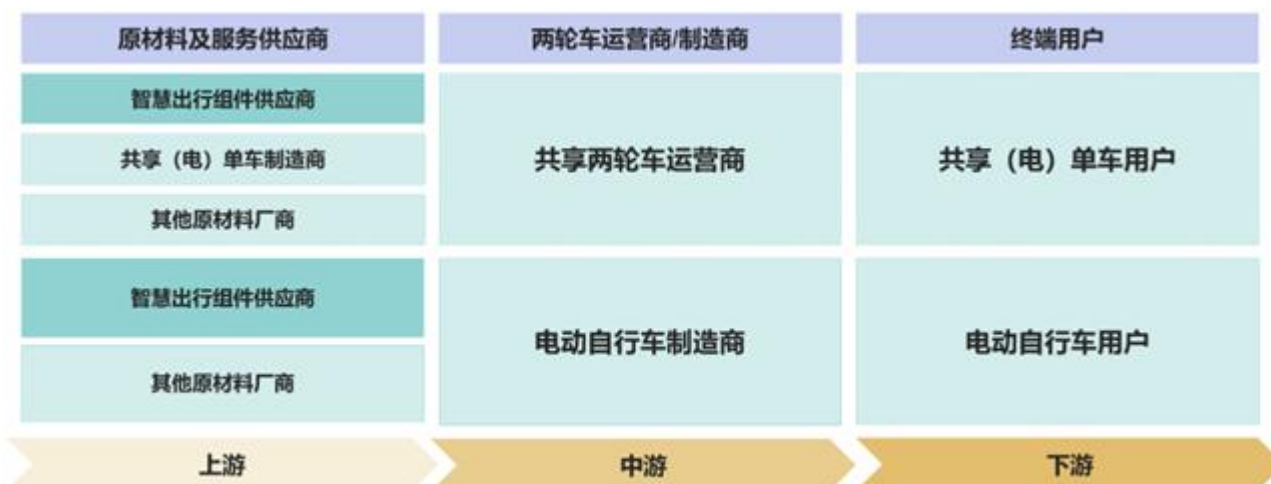 原材料及服务供应商
两轮车运营商/制造商
终端用户
智慧出行组件供应商
共享（电）单车制造商
其他原材料厂商
共享两轮车运营商
共享（电）单车用户
智慧出行组件供应商
其他原材料厂商
电动自行车制造商
电动自行车用户
上游
中游
下游